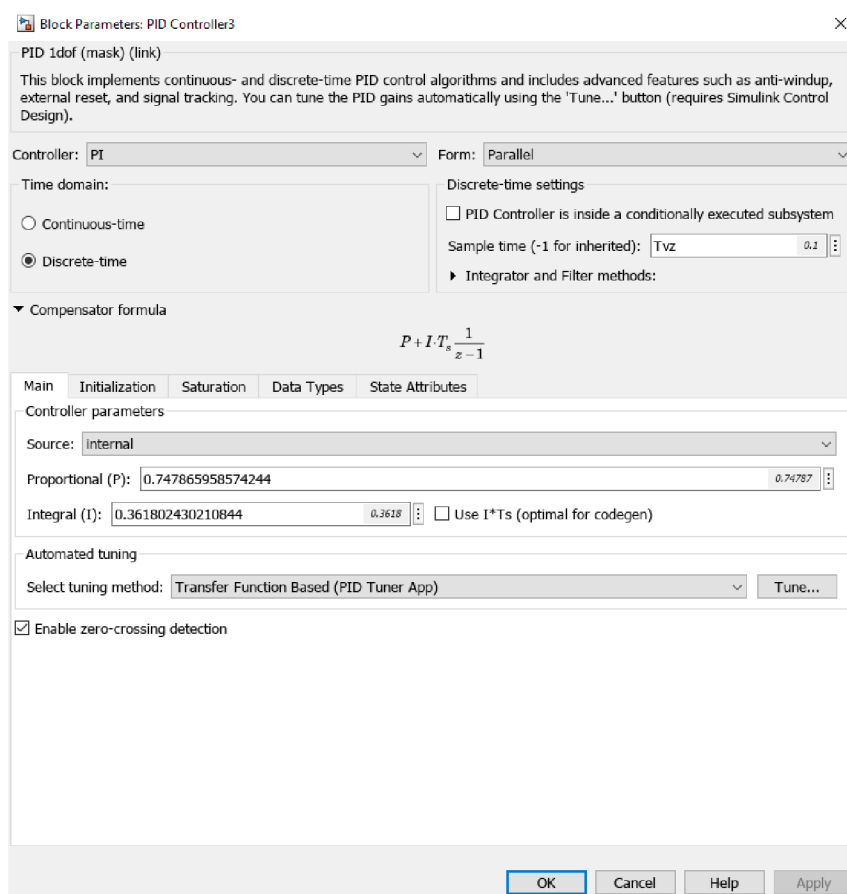 Block Parameters: PID Controller3
PID 1dof (mask) (link)
This block implements continuous- and discrete-time PID control algorithms and includes advanced features such as anti-windup,
external reset, and signal tracking. You can tune the PID gains automatically using the 'Tune...' button (requires Simulink Control
Design).
Controller: PI
Form: Parallel
Time domain:
Continuous-time
Discrete-time
Discrete-time settings
PID Controller is inside a conditionally executed subsystem
Sample time (-1 for inherited): Tvz 0.1
Integrator and Filter methods:
Compensator formula
P + I·T_s \frac{1}{z-1}
Main Initialization Saturation Data Types State Attributes
Controller parameters
Source: internal
Proportional (P): 0.747865958574244 0.74787
Integral (I): 0.361802430210844 0.3618 Use I*Ts (optimal for codegen)
Automated tuning
Select tuning method: Transfer Function Based (PID Tuner App) Tune...
Enable zero-crossing detection
OK Cancel Help Apply